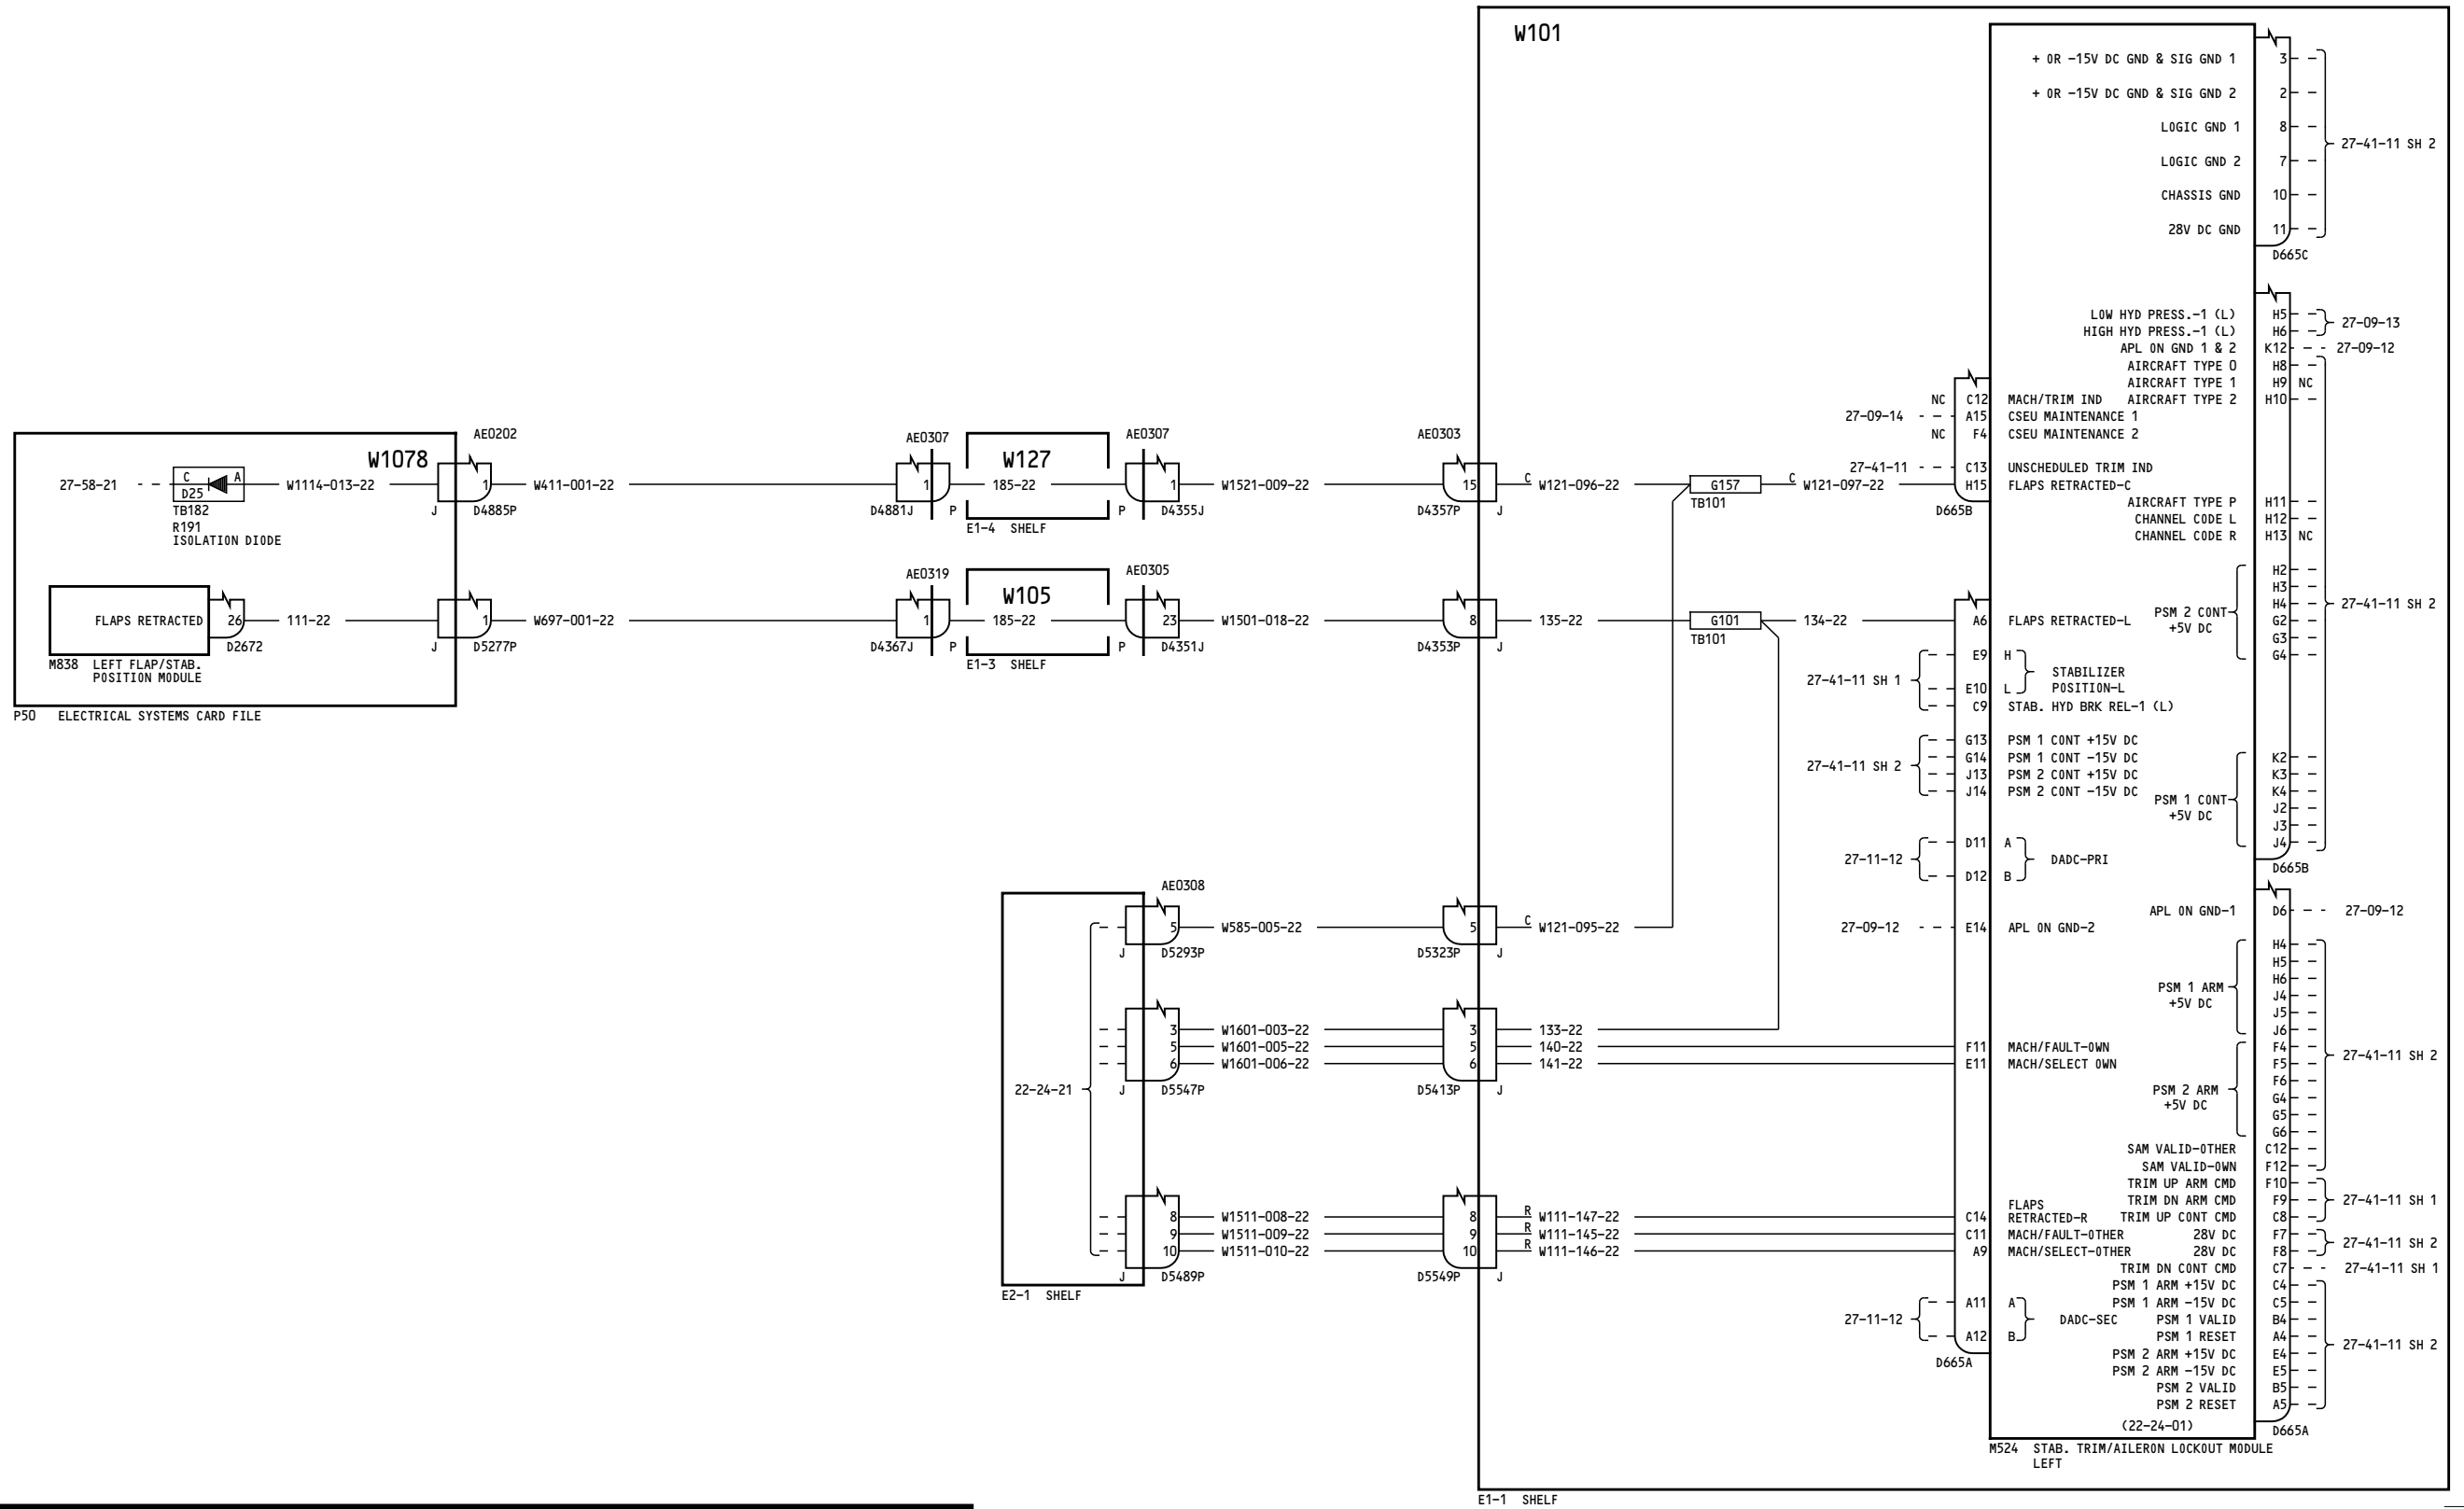 W101
+ OR -15V DC GND & SIG GND 1
3
+ OR -15V DC GND & SIG GND 2
2
LOGIC GND 1
8
27-41-11 SH 2
LOGIC GND 2
7
CHASSIS GND
10
28V DC GND
11
D665C
LOW HYD PRESS.-1 (L)
H5
HIGH HYD PRESS.-1 (L)
H6
27-09-13
APL ON GND 1 & 2
K12
27-09-12
AIRCRAFT TYPE 0
H8
AIRCRAFT TYPE 1
H9 NC
NC C12 MACH/TRIM IND
AIRCRAFT TYPE 2
H10
27-09-14 A15 CSEU MAINTENANCE 1
NC F4 CSEU MAINTENANCE 2
27-41-11 C13 UNSCHEDULED TRIM IND
H15 FLAPS RETRACTED-C
D665B
AIRCRAFT TYPE P
H11
CHANNEL CODE L
H12
CHANNEL CODE R
H13 NC
W1078
AE0202
27-58-21
C A
D25
TB182
R191
ISOLATION DIODE
W1114-013-22
1
J D4885P
W411-001-22
AE0307
1
D4881J P
W127
185-22
E1-4 SHELF
AE0307
1
P D4355J
W1521-009-22
AE0303
15
D4357P J
C W121-096-22
G157
TB101
C W121-097-22
FLAPS RETRACTED
26
D2672
M838 LEFT FLAP/STAB.
POSITION MODULE
111-22
1
J D5277P
P50 ELECTRICAL SYSTEMS CARD FILE
W697-001-22
AE0319
1
D4367J P
W105
185-22
E1-3 SHELF
AE0305
23
P D4351J
W1501-018-22
8
D4353P J
135-22
G101
TB101
134-22
A6 FLAPS RETRACTED-L
H2
H3
H4
G2
G3
G4
PSM 2 CONT
+5V DC
27-41-11 SH 2
27-41-11 SH 1
E9 H
E10 L
STABILIZER
POSITION-L
C9 STAB. HYD BRK REL-1 (L)
27-41-11 SH 2
G13 PSM 1 CONT +15V DC
G14 PSM 1 CONT -15V DC
J13 PSM 2 CONT +15V DC
J14 PSM 2 CONT -15V DC
PSM 1 CONT
+5V DC
K2
K3
K4
J2
J3
J4
D665B
27-11-12
D11 A
D12 B
DADC-PRI
APL ON GND-1
D6
27-09-12
27-09-12 E14 APL ON GND-2
AE0308
5
J D5293P
W585-005-22
5
D5323P J
C W121-095-22
22-24-21
3
5
6
J D5547P
W1601-003-22
W1601-005-22
W1601-006-22
3
5
6
D5413P J
133-22
140-22
141-22
F11 MACH/FAULT-OWN
E11 MACH/SELECT OWN
PSM 1 ARM
+5V DC
H4
H5
H6
J4
J5
J6
PSM 2 ARM
+5V DC
F4
F5
F6
G4
G5
G6
27-41-11 SH 2
SAM VALID-OTHER
C12
SAM VALID-OWN
F12
TRIM UP ARM CMD
F10
TRIM DN ARM CMD
F9
TRIM UP CONT CMD
C8
27-41-11 SH 1
8
9
10
J D5489P
E2-1 SHELF
W1511-008-22
W1511-009-22
W1511-010-22
8
9
10
D5549P J
R W111-147-22
R W111-145-22
R W111-146-22
FLAPS
C14 RETRACTED-R
C11 MACH/FAULT-OTHER
A9 MACH/SELECT-OTHER
28V DC
F7
28V DC
F8
27-41-11 SH 2
TRIM DN CONT CMD
C7
27-41-11 SH 1
27-11-12
A11 A
A12 B
DADC-SEC
D665A
PSM 1 ARM +15V DC
C4
PSM 1 ARM -15V DC
C5
PSM 1 VALID
B4
PSM 1 RESET
A4
PSM 2 ARM +15V DC
E4
PSM 2 ARM -15V DC
E5
PSM 2 VALID
B5
PSM 2 RESET
A5
27-41-11 SH 2
(22-24-01)
D665A
M524 STAB. TRIM/AILERON LOCKOUT MODULE
LEFT
E1-1 SHELF